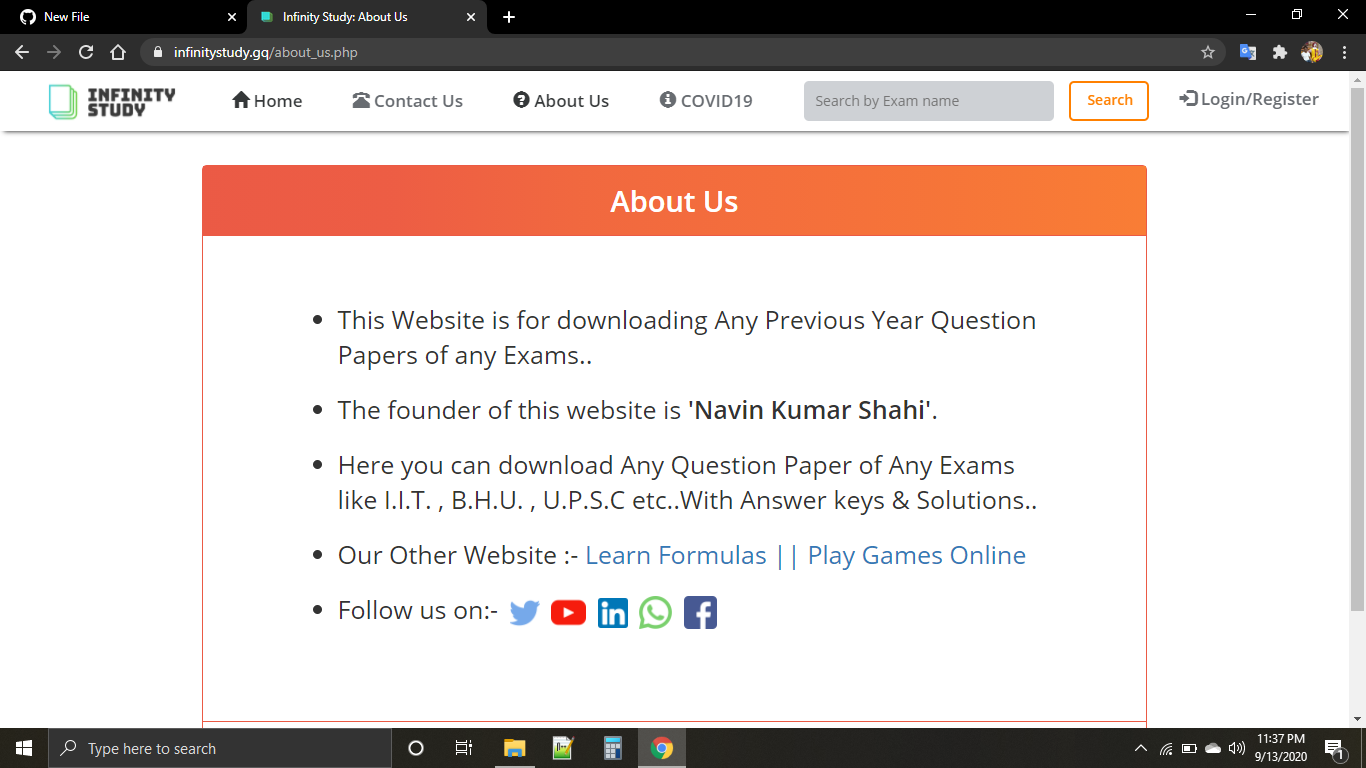 New File
Infinity Study: About Us
infinitystudy.gq/about_us.php
INFINITY
STUDY
Home
Contact Us
About Us
COVID19
Search by Exam name
Search
Login/Register
About Us
This Website is for downloading Any Previous Year Question
Papers of any Exams..
The founder of this website is 'Navin Kumar Shahi'.
Here you can download Any Question Paper of Any Exams
like I.I.T. , B.H.U. , U.P.S.C etc..With Answer keys & Solutions..
Our Other Website :- Learn Formulas || Play Games Online
Follow us on:-
Type here to search
11:37 PM
9/13/2020
1